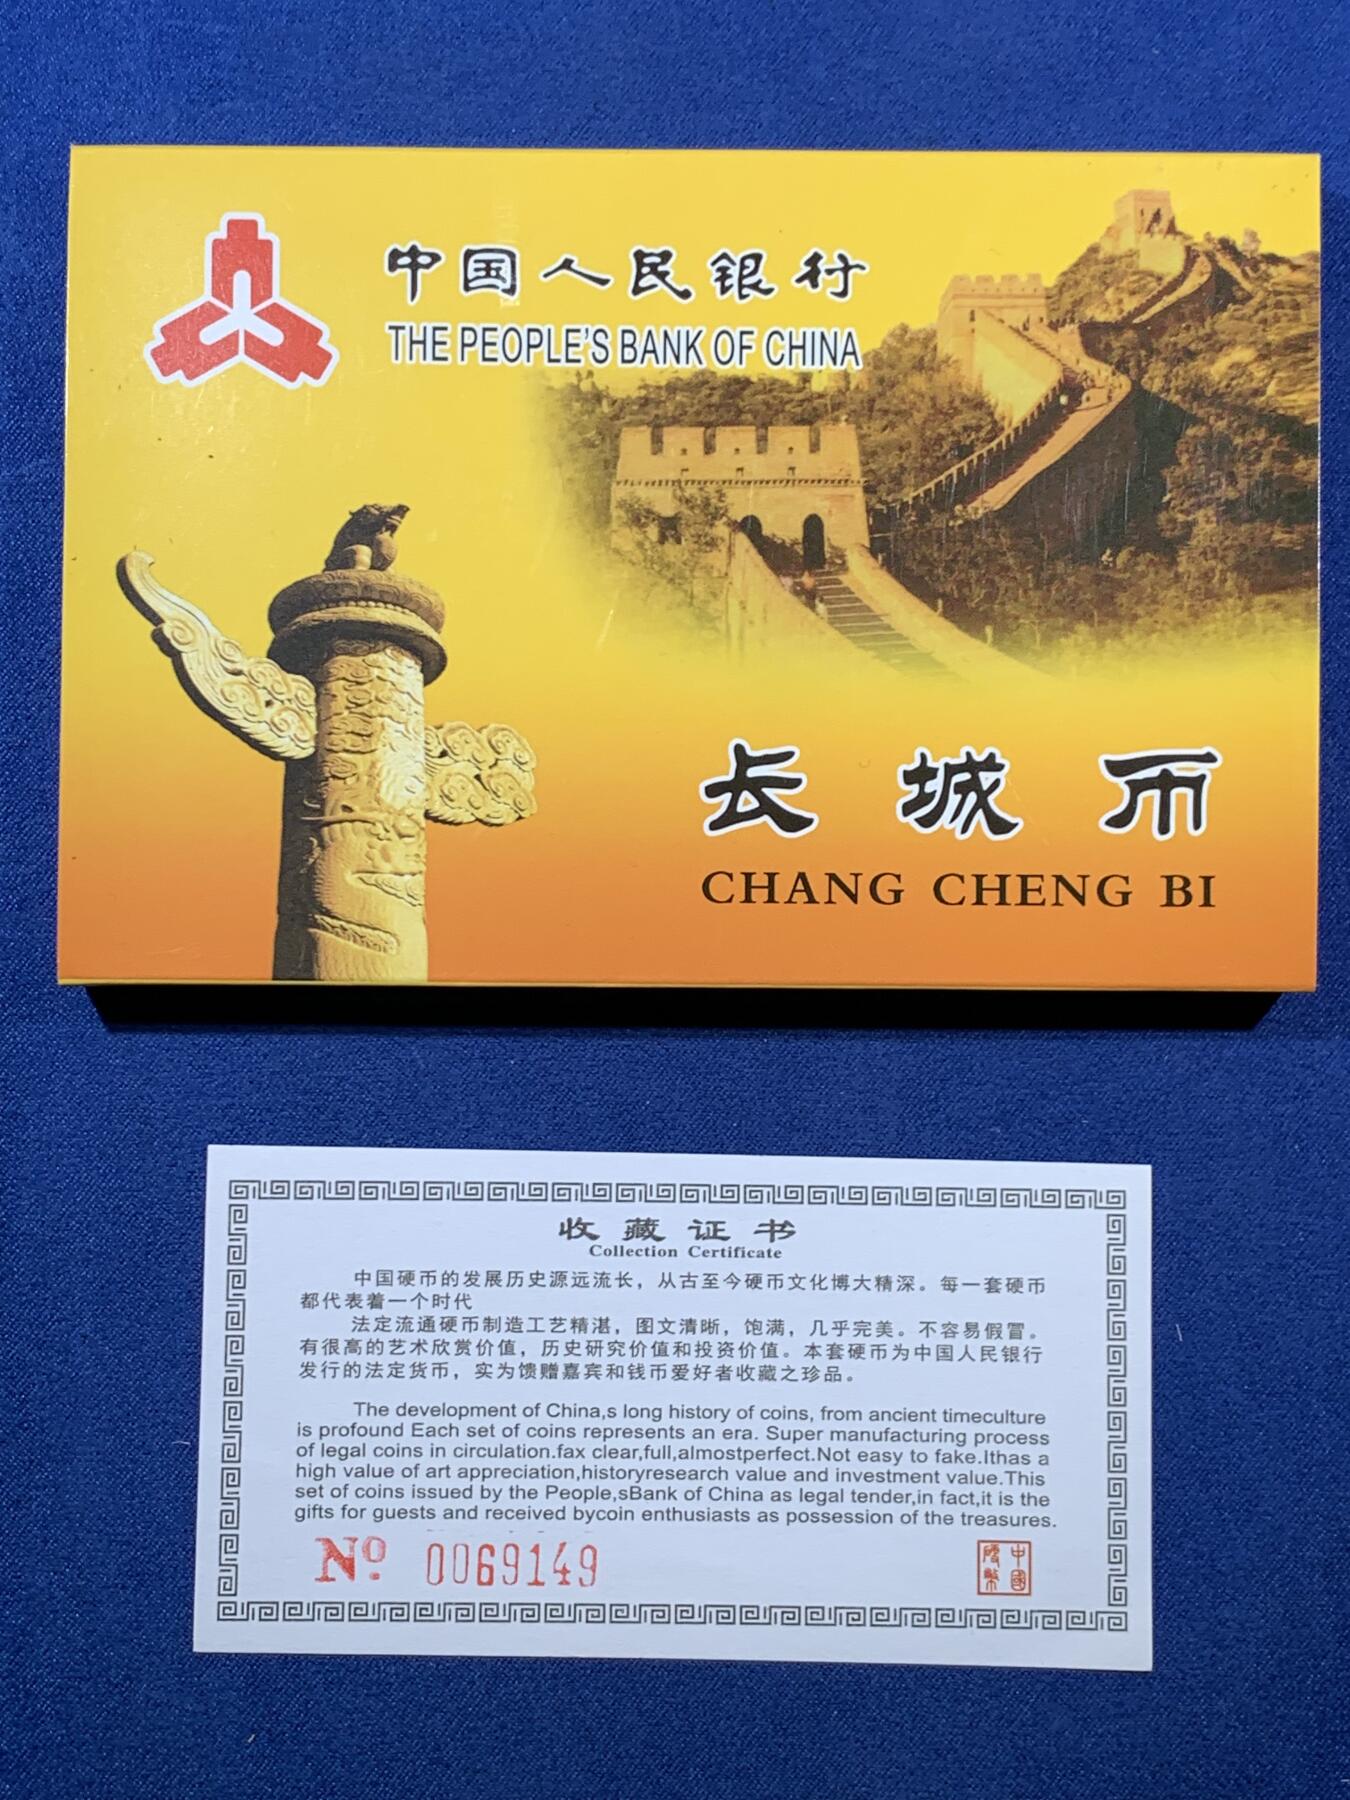 中国人民银行
THE PEOPLE'S BANK OF CHINA
长城币
CHANG CHENG BI
收藏证书
Collection Certificate
中国硬币的发展历史源远流长，从古至今硬币文化博大精深。每一套硬币
都代表着一个时代
法定流通硬币制造工艺精湛，图文清晰，饱满，几乎完美。不容易假冒。
有很高的艺术欣赏价值，历史研究价值和投资价值。本套硬币为中国人民银行
发行的法定货币，实为馈赠嘉宾和钱币爱好者收藏之珍品。
The development of China,s long history of coins, from ancient timeculture
is profound Each set of coins represents an era. Super manufacturing process
of legal coins in circulation.fax clear,full,almostperfect.Not easy to fake.Ithas a
high value of art appreciation,historyresearch value and investment value.This
set of coins issued by the People,sBank of China as legal tender,in fact,it is the
gifts for guests and received bycoin enthusiasts as possession of the treasures.
No. 0069149
中國
硬幣